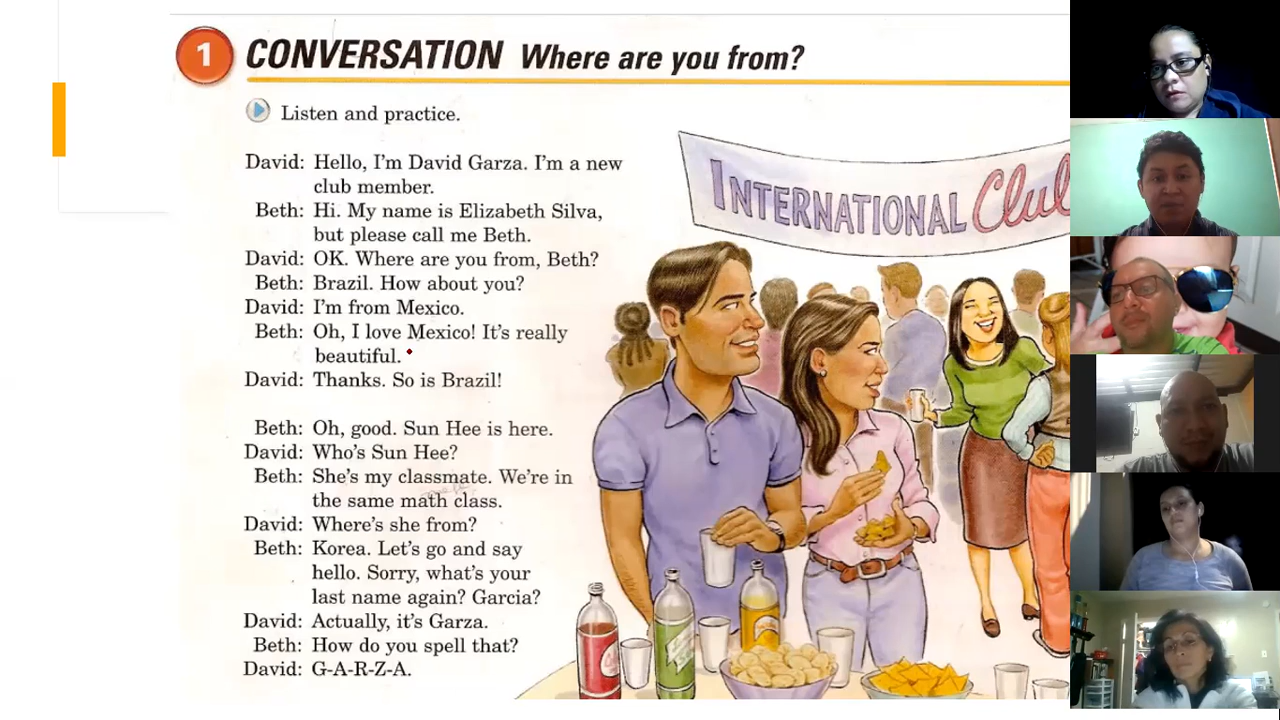 1 CONVERSATION Where are you from?
Listen and practice.
INTERNATIONAL Club
David: Hello, I'm David Garza. I'm a new
club member.
Beth: Hi. My name is Elizabeth Silva,
but please call me Beth.
David: OK. Where are you from, Beth?
Beth: Brazil. How about you?
David: I'm from Mexico.
Beth: Oh, I love Mexico! It's really
beautiful.
David: Thanks. So is Brazil!
Beth: Oh, good. Sun Hee is here.
David: Who's Sun Hee?
Beth: She's my classmate. We're in
the same math class.
David: Where's she from?
Beth: Korea. Let's go and say
hello. Sorry, what's your
last name again? Garcia?
David: Actually, it's Garza.
Beth: How do you spell that?
David: G-A-R-Z-A.